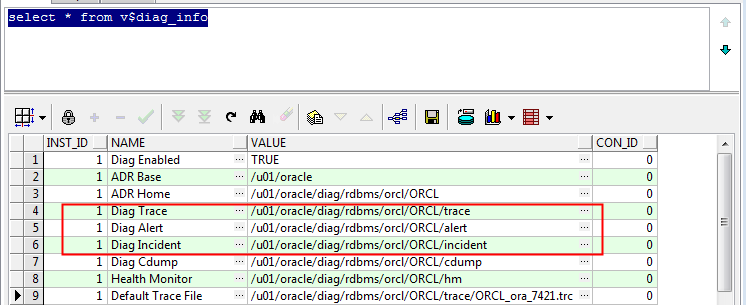 select * from v$diag_info
INST_ID NAME VALUE CON_ID
1 1 Diag Enabled ... TRUE ... 0
2 1 ADR Base ... /u01/oracle ... 0
3 1 ADR Home ... /u01/oracle/diag/rdbms/orcl/ORCL ... 0
4 1 Diag Trace ... /u01/oracle/diag/rdbms/orcl/ORCL/trace ... 0
5 1 Diag Alert ... /u01/oracle/diag/rdbms/orcl/ORCL/alert ... 0
6 1 Diag Incident ... /u01/oracle/diag/rdbms/orcl/ORCL/incident ... 0
7 1 Diag Cdump ... /u01/oracle/diag/rdbms/orcl/ORCL/cdump ... 0
8 1 Health Monitor ... /u01/oracle/diag/rdbms/orcl/ORCL/hm ... 0
9 1 Default Trace File ... /u01/oracle/diag/rdbms/orcl/ORCL/trace/ORCL_ora_7421.trc ... 0